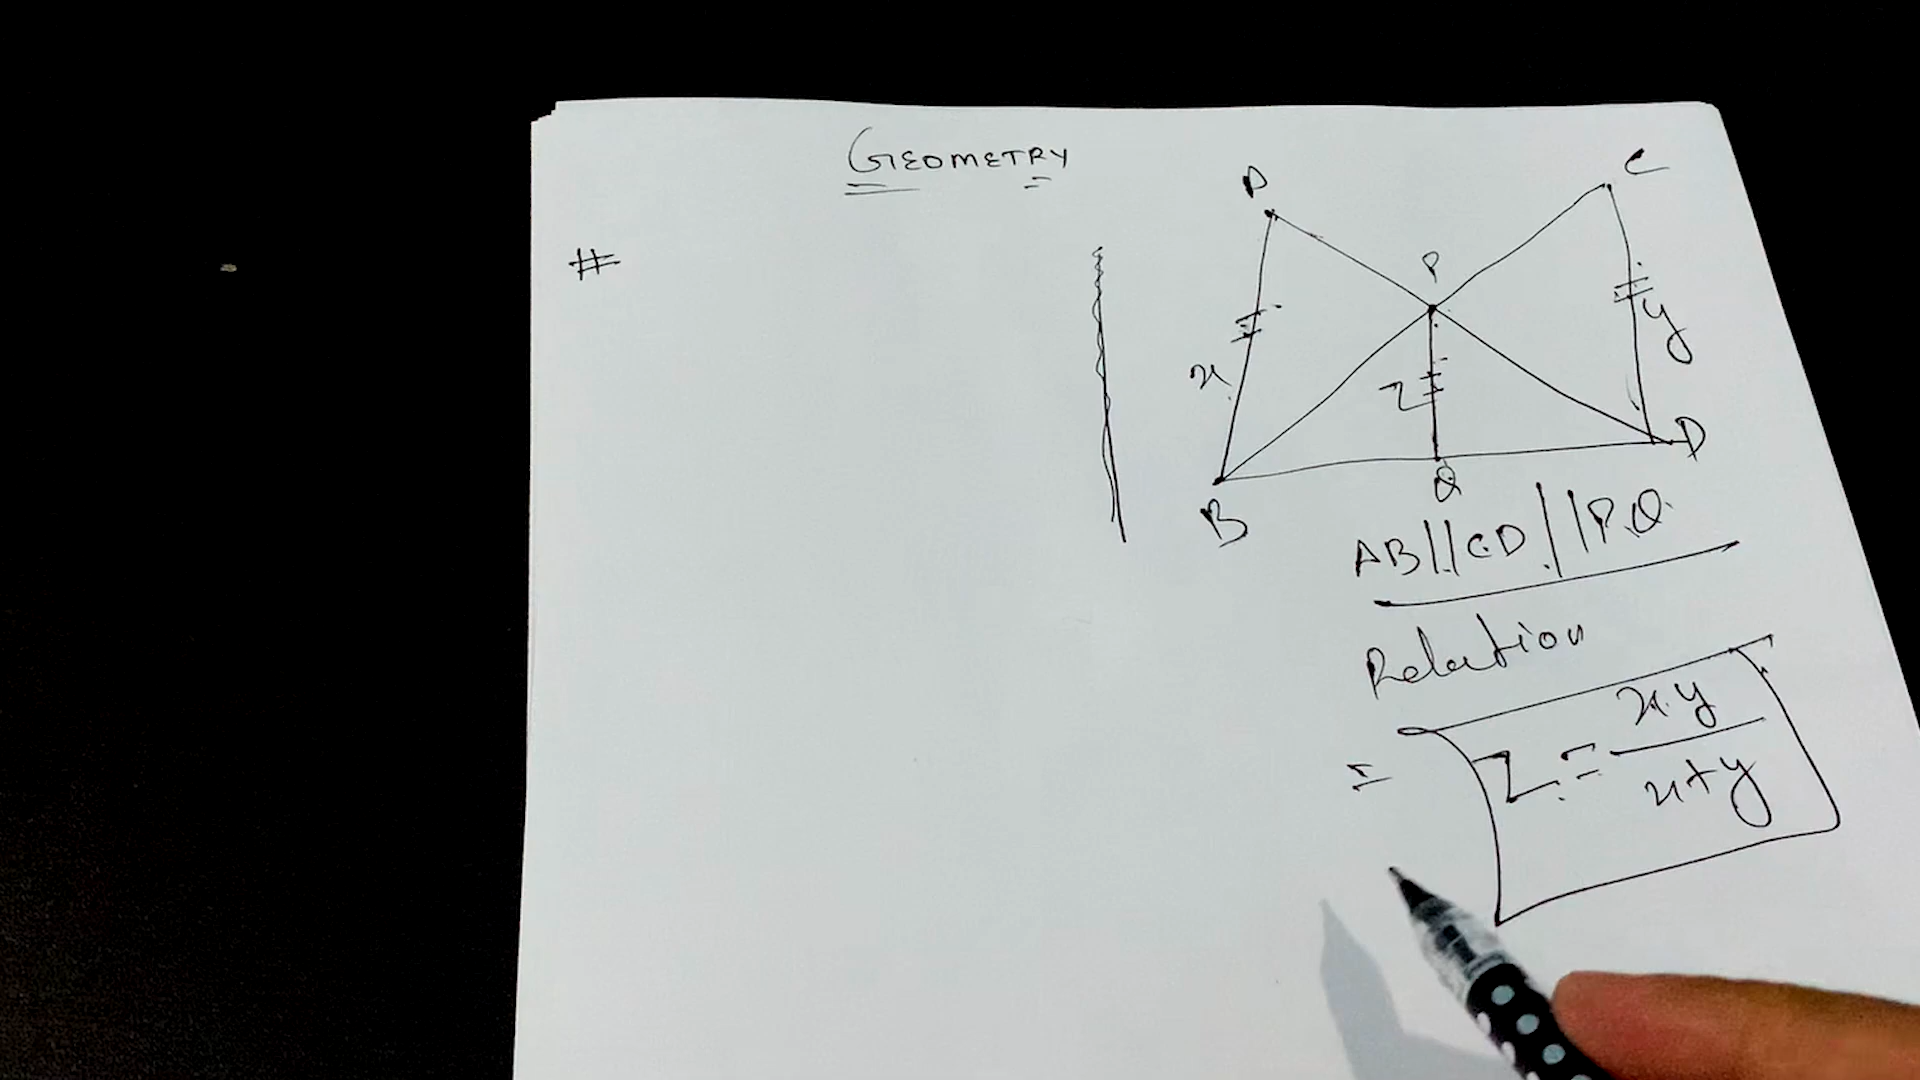 GEOMETRY
#
A
C
P
x
z
y
B
Q
D
AB || CD || PQ
Relation
= z = x.y / x+y